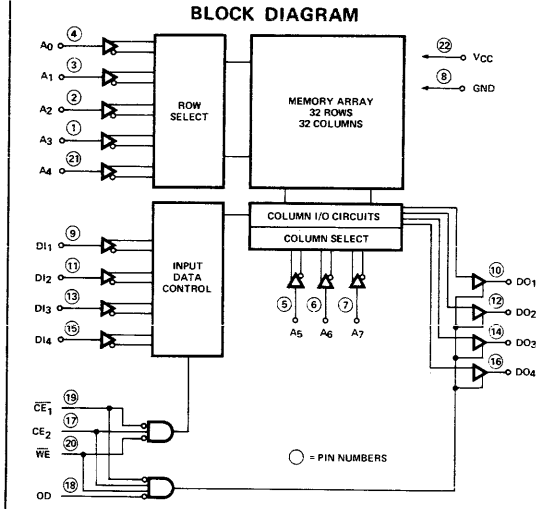 BLOCK DIAGRAM
A0 4
A1 3
A2 2
A3 1
A4 21
ROW
SELECT
MEMORY ARRAY
32 ROWS
32 COLUMNS
22 VCC
8 GND
DI1 9
DI2 11
DI3 13
DI4 15
INPUT
DATA
CONTROL
COLUMN I/O CIRCUITS
COLUMN SELECT
5 6 7
A5 A6 A7
10 DO1
12 DO2
14 DO3
16 DO4
C̅E̅1 19
CE2 17
W̅E̅ 20
OD 18
○ = PIN NUMBERS